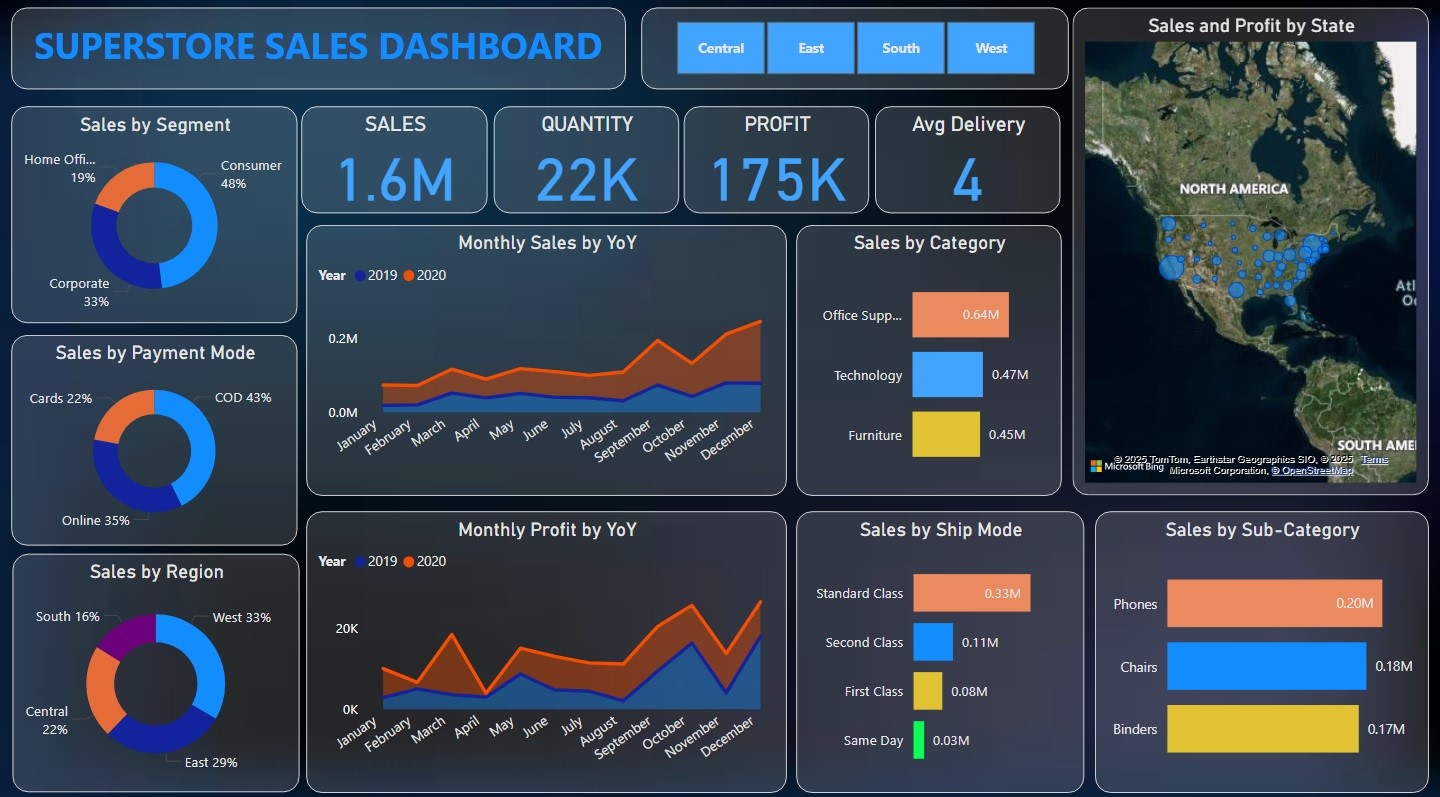 SUPERSTORE SALES DASHBOARD
Central
East
South
West
Sales and Profit by State
NORTH AMERICA
Atl
Oc
SOUTH AME
© 2025 TomTom, Earthstar Geographics SIO, © 2025 Terms
Microsoft Bing
Microsoft Corporation, © OpenStreetMap
Sales by Segment
Home Offi...
19%
Consumer
48%
Corporate
33%
SALES
1.6M
QUANTITY
22K
PROFIT
175K
Avg Delivery
4
Monthly Sales by YoY
Year 2019 2020
0.2M
0.0M
January
February
March
April
May
June
July
August
September
October
November
December
Sales by Category
Office Supp...
0.64M
Technology
0.47M
Furniture
0.45M
Sales by Payment Mode
Cards 22%
COD 43%
Online 35%
Sales by Region
South 16%
West 33%
Central
22%
East 29%
Monthly Profit by YoY
Year 2019 2020
20K
0K
January
February
March
April
May
June
July
August
September
October
November
December
Sales by Ship Mode
Standard Class
0.33M
Second Class
0.11M
First Class
0.08M
Same Day
0.03M
Sales by Sub-Category
Phones
0.20M
Chairs
0.18M
Binders
0.17M